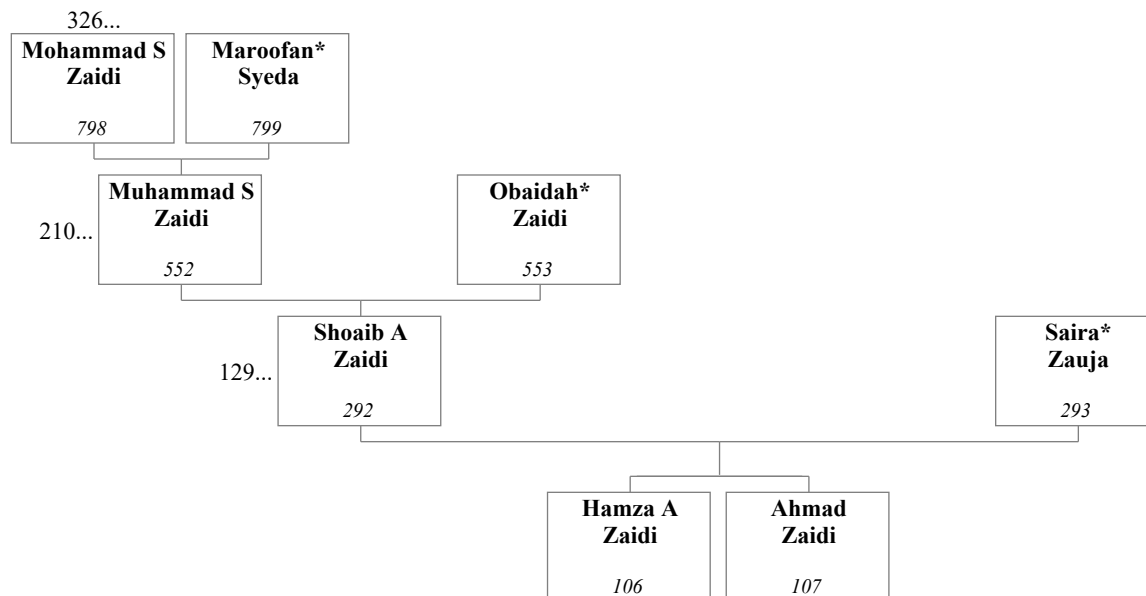 326...
Mohammad S
Zaidi
798
Maroofan*
Syeda
799
210...
Muhammad S
Zaidi
552
Obaidah*
Zaidi
553
129...
Shoaib A
Zaidi
292
Saira*
Zauja
293
Hamza A
Zaidi
106
Ahmad
Zaidi
107